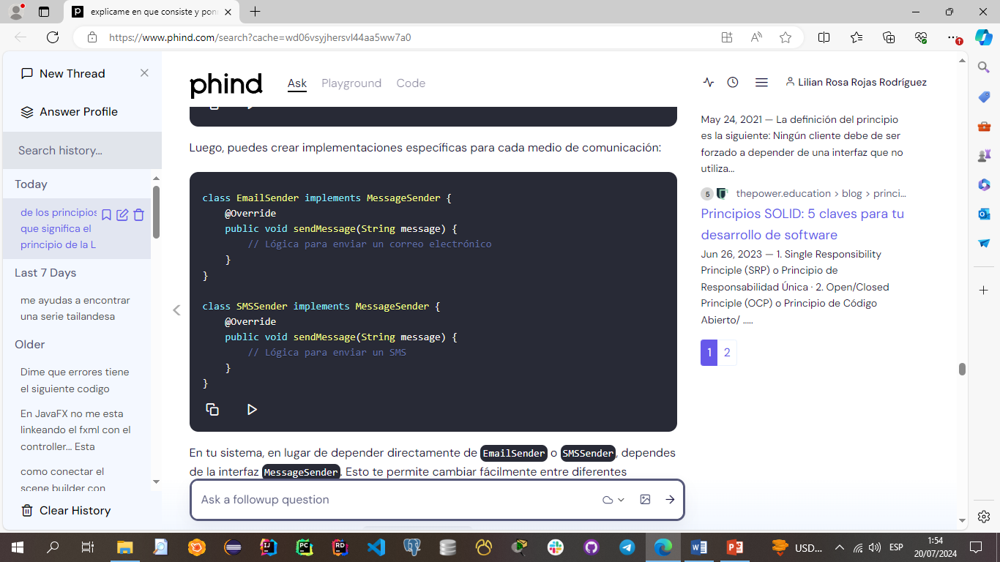 explicame en que consiste y pon
https://www.phind.com/search?cache=wd06vsyjhersvl44aa5ww7a0
New Thread
Answer Profile
Search history...
Today
de los principios
que significa el
principio de la L
Last 7 Days
me ayudas a encontrar
una serie tailandesa
Older
Dime que errores tiene
el siguiente codigo
En JavaFX no me esta
linkeando el fxml con el
controller... Esta
como conectar el
scene builder con
Clear History
phind
Ask Playground Code
Lilian Rosa Rojas Rodríguez
Luego, puedes crear implementaciones específicas para cada medio de comunicación:
class EmailSender implements MessageSender {
@Override
public void sendMessage(String message) {
// Lógica para enviar un correo electrónico
}
}
class SMSSender implements MessageSender {
@Override
public void sendMessage(String message) {
// Lógica para enviar un SMS
}
}
En tu sistema, en lugar de depender directamente de EmailSender o SMSSender, dependes
de la interfaz MessageSender. Esto te permite cambiar fácilmente entre diferentes
Ask a followup question
May 24, 2021 — La definición del principio
es la siguiente: Ningún cliente debe de ser
forzado a depender de una interfaz que no
utiliza...
5 thepower.education › blog › princi...
Principios SOLID: 5 claves para tu
desarrollo de software
Jun 26, 2023 — 1. Single Responsibility
Principle (SRP) o Principio de
Responsabilidad Única · 2. Open/Closed
Principle (OCP) o Principio de Código
Abierto/ .....
1 2
USD...
ESP
1:54
20/07/2024